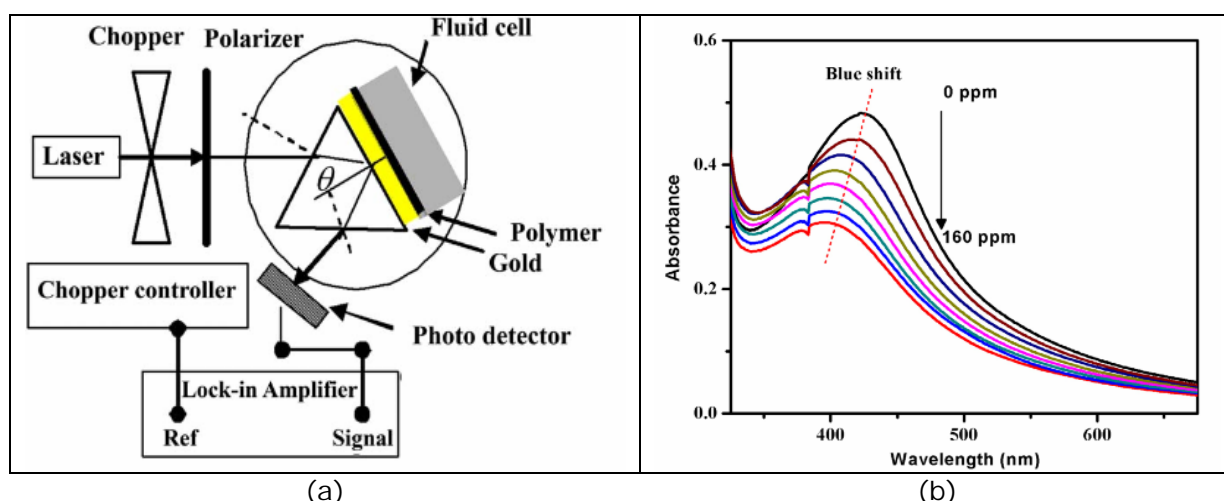 Chopper
Polarizer
Fluid cell
Laser
θ
Polymer
Gold
Chopper controller
Photo detector
Lock-in Amplifier
Ref
Signal
(a)
0.6
0.4
0.2
0.0
Absorbance
Blue shift
0 ppm
160 ppm
400
500
600
Wavelength (nm)
(b)